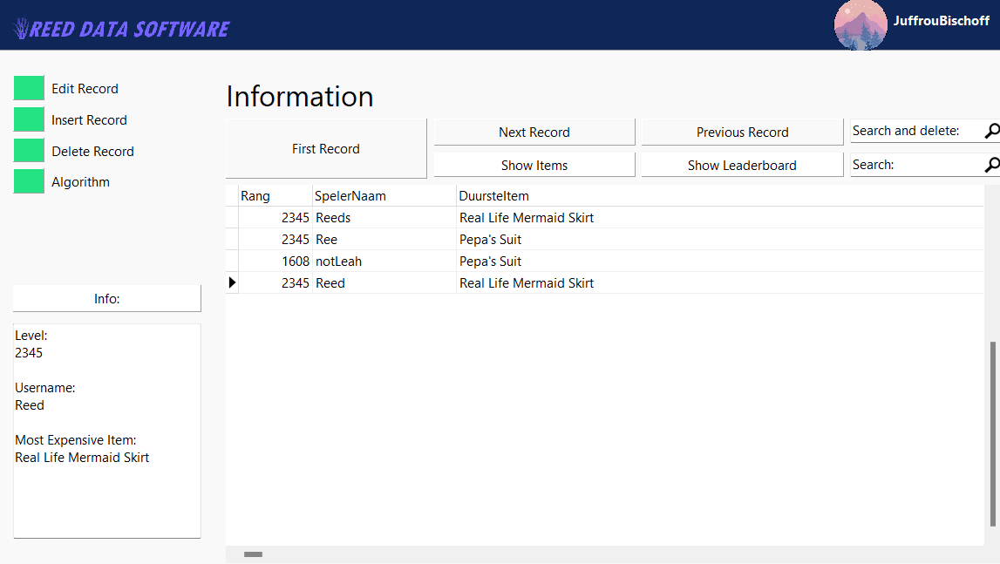 REED DATA SOFTWARE
JuffrouBischoff
Edit Record
Insert Record
Delete Record
Algorithm
Information
First Record
Next Record
Previous Record
Search and delete:
Show Items
Show Leaderboard
Search:
Rang SpelerNaam DuursteItem
2345 Reeds Real Life Mermaid Skirt
2345 Ree Pepa's Suit
1608 notLeah Pepa's Suit
2345 Reed Real Life Mermaid Skirt
Info:
Level:
2345
Username:
Reed
Most Expensive Item:
Real Life Mermaid Skirt